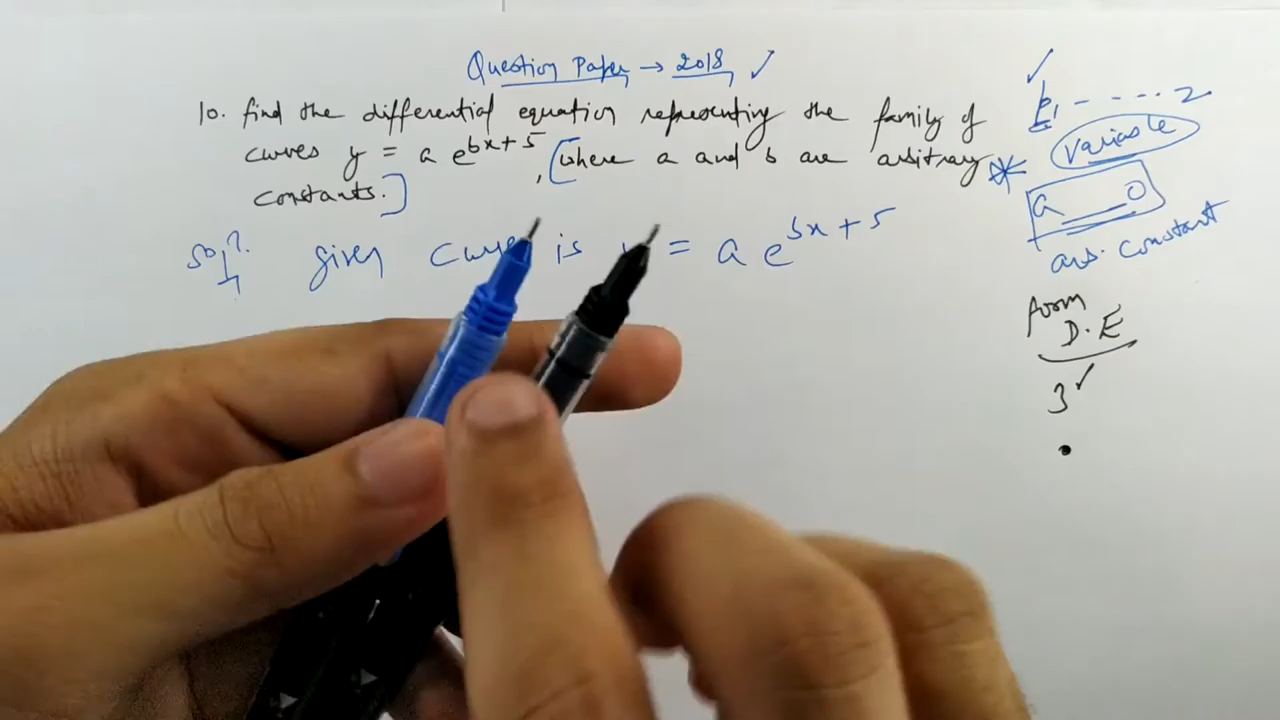 Question Paper → 2018 ✓
10. find the differential equation representing the family of
curves y = a e^{bx+5}, [where a and b are arbitrary
constants.]
Sol?. given curve is = a e^{bx+5}
✓
variable
a 0
arb. constant
form
D.E
3 ✓